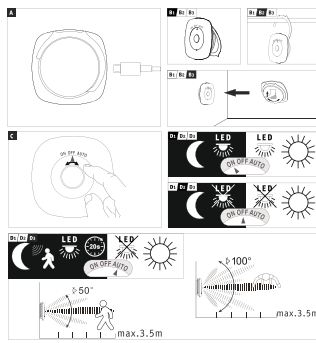 A
B1 B2 B3
B1 B2 B3
B1 B2 B3
C
ON OFF AUTO
D1 D2 D3
LED
LED
ON OFF AUTO
D1 D2 D3
LED
LED
ON OFF AUTO
D1 D2 D3
LED
~20s
LED
ON OFF AUTO
50°
max.3.5m
100°
max.3.5m